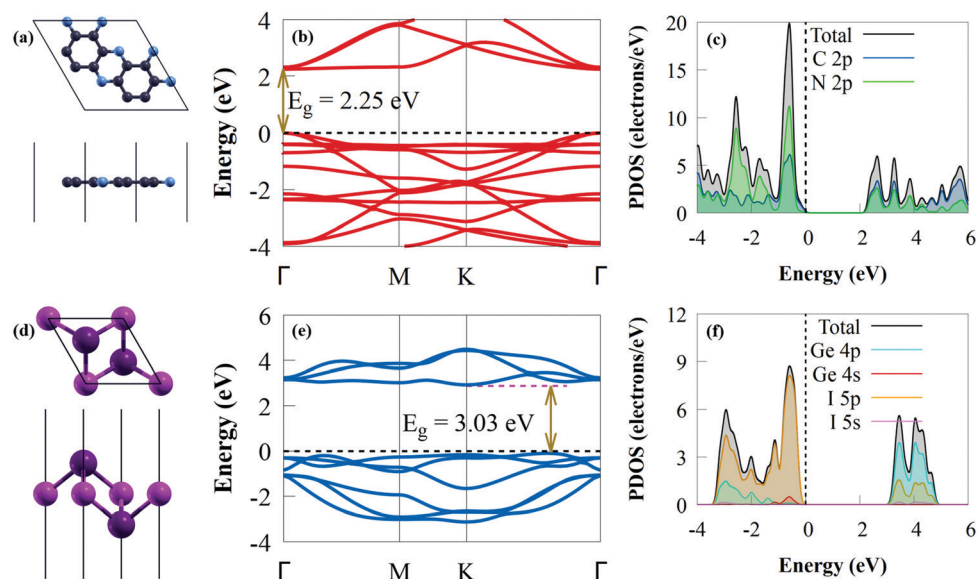 (a)
(b)
Energy (eV)
4
2
0
-2
-4
E_g = 2.25 eV
Γ M K Γ
(c)
PDOS (electrons/eV)
20
15
10
5
0
Total
C 2p
N 2p
-4 -2 0 2 4 6
Energy (eV)
(d)
(e)
Energy (eV)
6
4
2
0
-2
-4
E_g = 3.03 eV
Γ M K Γ
(f)
PDOS (electrons/eV)
12
9
6
3
0
Total
Ge 4p
Ge 4s
I 5p
I 5s
-4 -2 0 2 4 6
Energy (eV)